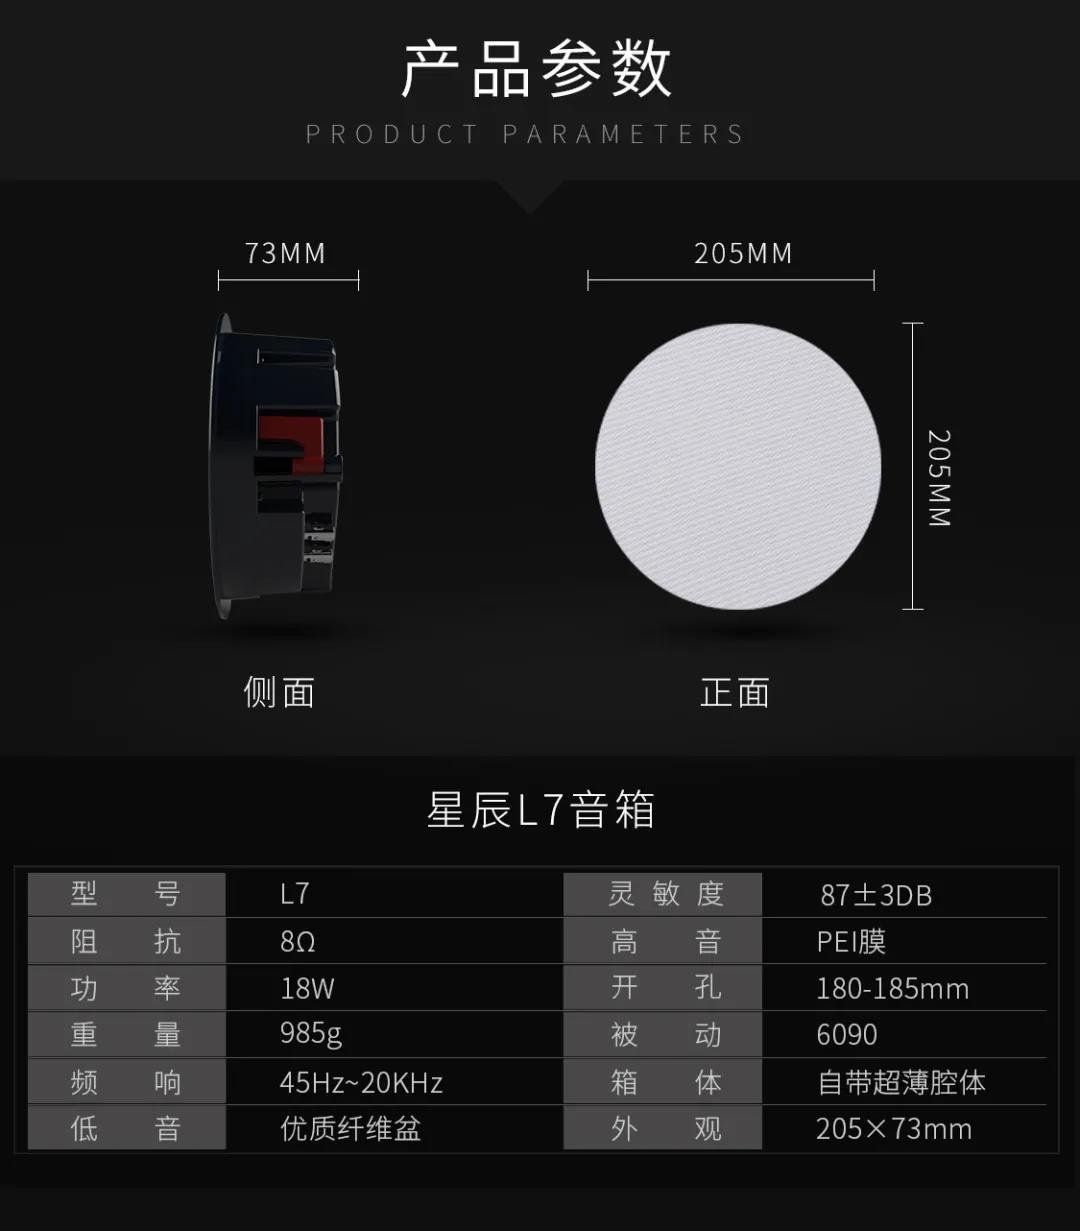 产品参数
PRODUCT PARAMETERS
73MM
205MM
205MM
侧面
正面
星辰L7音箱
型号 L7 灵敏度 87±3DB
阻抗 8Ω 高音 PEI膜
功率 18W 开孔 180-185mm
重量 985g 被动 6090
频响 45Hz~20KHz 箱体 自带超薄腔体
低音 优质纤维盆 外观 205×73mm